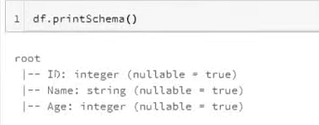 1 df.printSchema()
root
|-- ID: integer (nullable = true)
|-- Name: string (nullable = true)
|-- Age: integer (nullable = true)